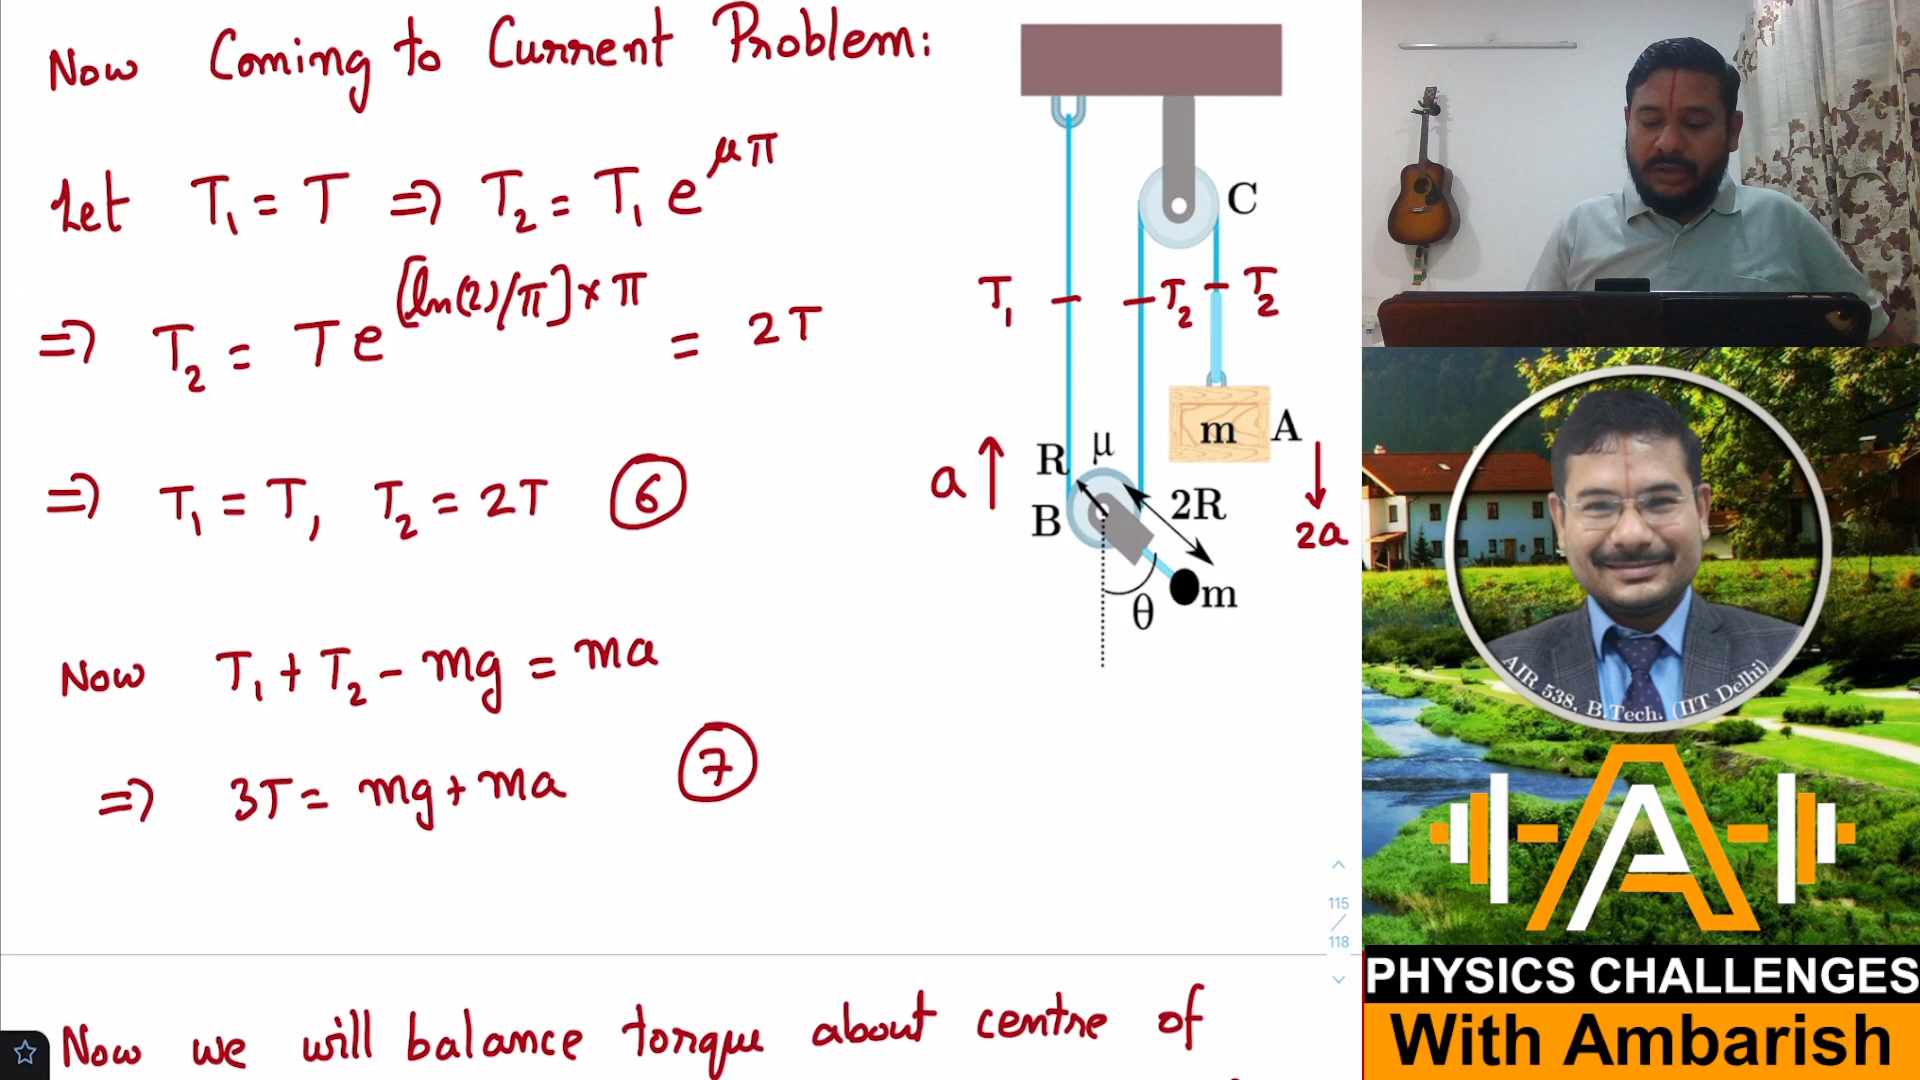 Now Coming to Current Problem:
Let T₁ = T ⇒ T₂ = T₁ e^μπ
⇒ T₂ = T e^[ln(2)/π]×π = 2T
⇒ T₁ = T, T₂ = 2T ⑥
Now T₁ + T₂ - mg = ma
⇒ 3T = mg + ma ⑦
Now we will balance torque about centre of
C
T₁ T₂ T₂
m A
a R μ
B 2R
2a
θ m
115
/
118
AIR 538, B.Tech. (IIT Delhi)
A
PHYSICS CHALLENGES
With Ambarish